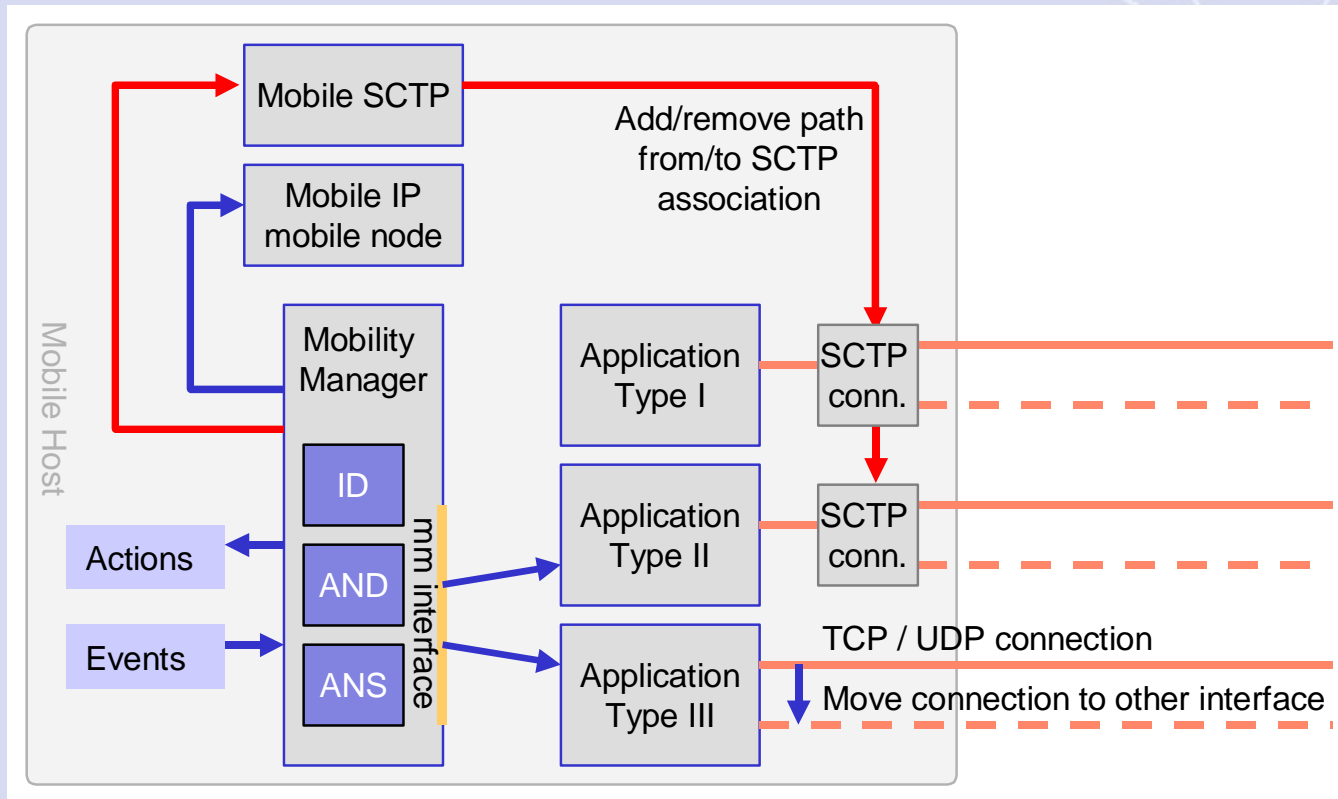 Mobile SCTP
Add/remove path
from/to SCTP
association
Mobile IP
mobile node
Mobile Host
Mobility
Manager
ID
AND
ANS
mm interface
Actions
Events
Application
Type I
SCTP
conn.
Application
Type II
SCTP
conn.
Application
Type III
TCP / UDP connection
Move connection to other interface